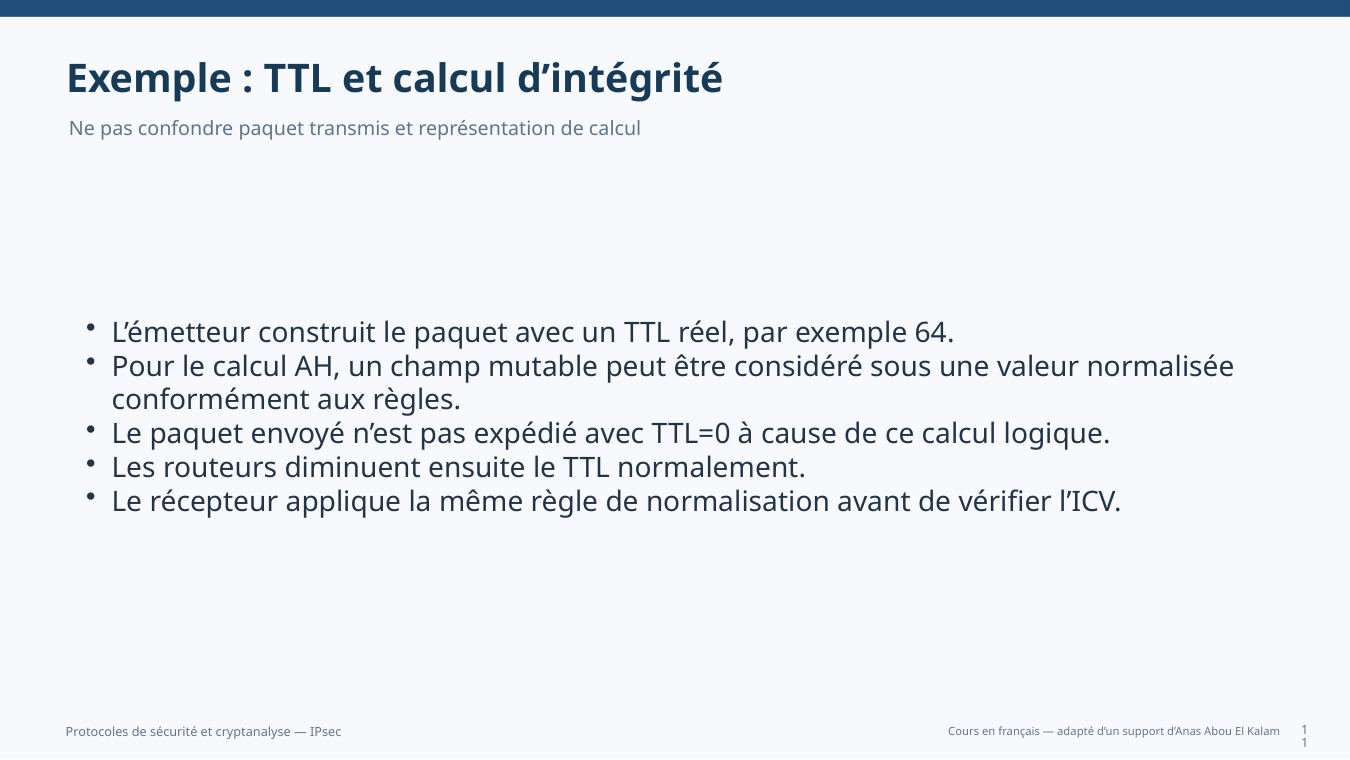 Exemple : TTL et calcul d’intégrité
Ne pas confondre paquet transmis et représentation de calcul
• L’émetteur construit le paquet avec un TTL réel, par exemple 64.
• Pour le calcul AH, un champ mutable peut être considéré sous une valeur normalisée
conformément aux règles.
• Le paquet envoyé n’est pas expédié avec TTL=0 à cause de ce calcul logique.
• Les routeurs diminuent ensuite le TTL normalement.
• Le récepteur applique la même règle de normalisation avant de vérifier l’ICV.
Protocoles de sécurité et cryptanalyse — IPsec
Cours en français — adapté d’un support d’Anas Abou El Kalam
1
1